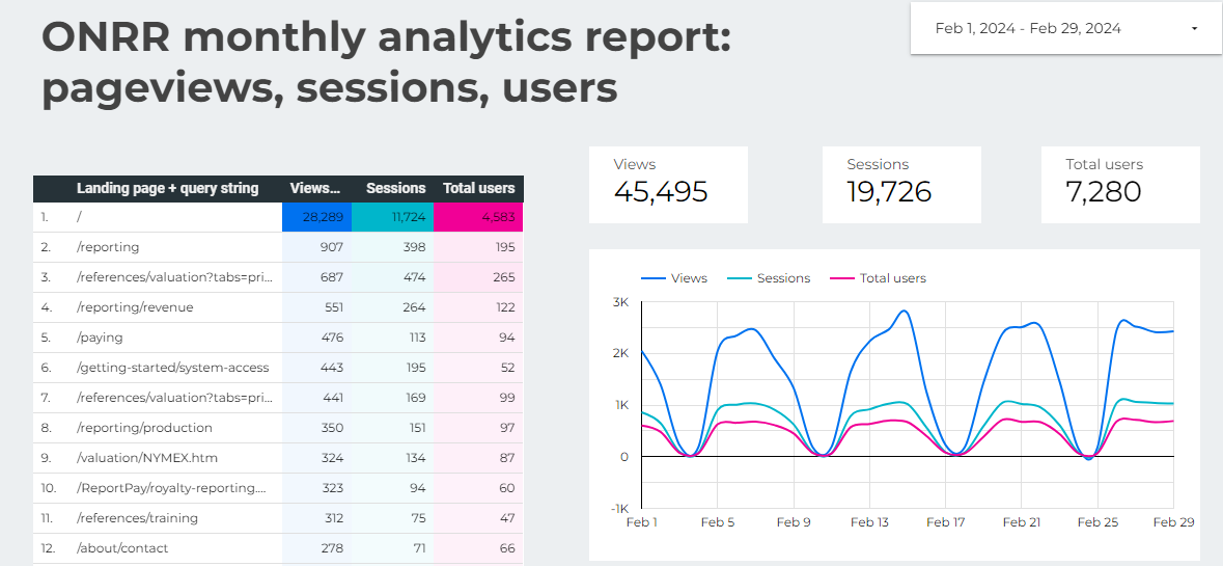 ONRR monthly analytics report:
pageviews, sessions, users
Feb 1, 2024 - Feb 29, 2024
Landing page + query string Views... Sessions Total users
1. / 28,289 11,724 4,583
2. /reporting 907 398 195
3. /references/valuation?tabs=pri... 687 474 265
4. /reporting/revenue 551 264 122
5. /paying 476 113 94
6. /getting-started/system-access 443 195 52
7. /references/valuation?tabs=pri... 441 169 99
8. /reporting/production 350 151 97
9. /valuation/NYMEX.htm 324 134 87
10. /ReportPay/royalty-reporting.... 323 94 60
11. /references/training 312 75 47
12. /about/contact 278 71 66
Views
45,495
Sessions
19,726
Total users
7,280
Views Sessions Total users
3K
2K
1K
0
-1K
Feb 1 Feb 5 Feb 9 Feb 13 Feb 17 Feb 21 Feb 25 Feb 29